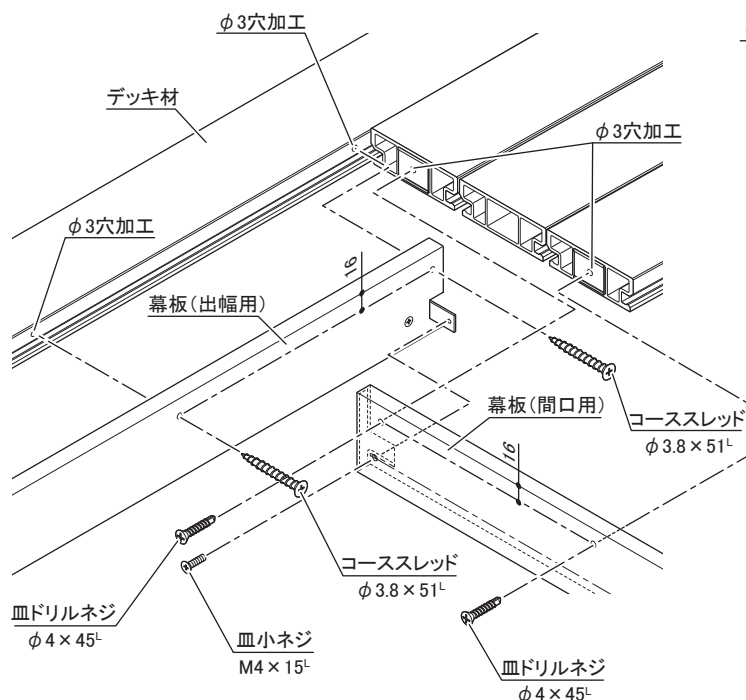 φ3穴加工
デッキ材
φ3穴加工
φ3穴加工
16
幕板(出幅用)
幕板(間口用)
コーススレッド
φ3.8×51L
16
コーススレッド
φ3.8×51L
皿ドリルネジ
φ4×45L
皿小ネジ
M4×15L
皿ドリルネジ
φ4×45L